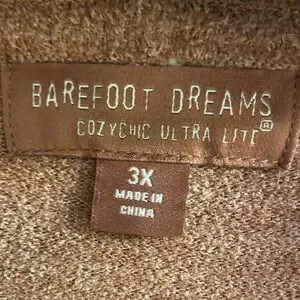 BAREFOOT DREAMS
COZYCHIC ULTRA LITE®
3X
MADE IN
CHINA